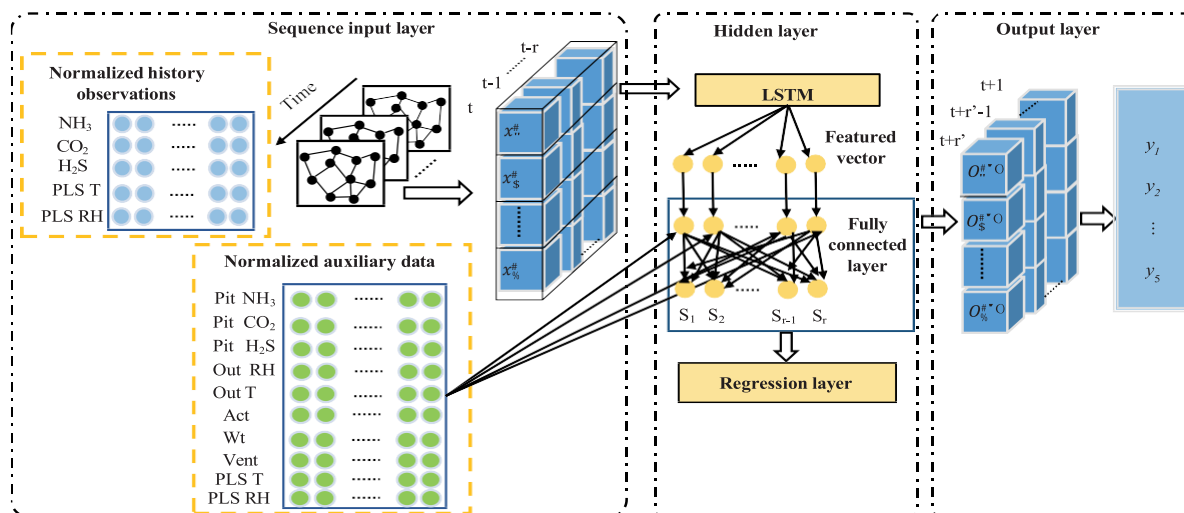 Sequence input layer
Normalized history
observations
NH₃
CO₂
H₂S
PLS T
PLS RH
Time
t
t-1
t-r
x#
x#$
x#%
Normalized auxiliary data
Pit NH₃
Pit CO₂
Pit H₂S
Out RH
Out T
Act
Wt
Vent
PLS T
PLS RH
Hidden layer
LSTM
Featured
vector
Fully
connected
layer
S₁ S₂ Sᵣ₋₁ Sᵣ
Regression layer
Output layer
t+1
t+r'-1
t+r'
y₁
y₂
⋮
y₅